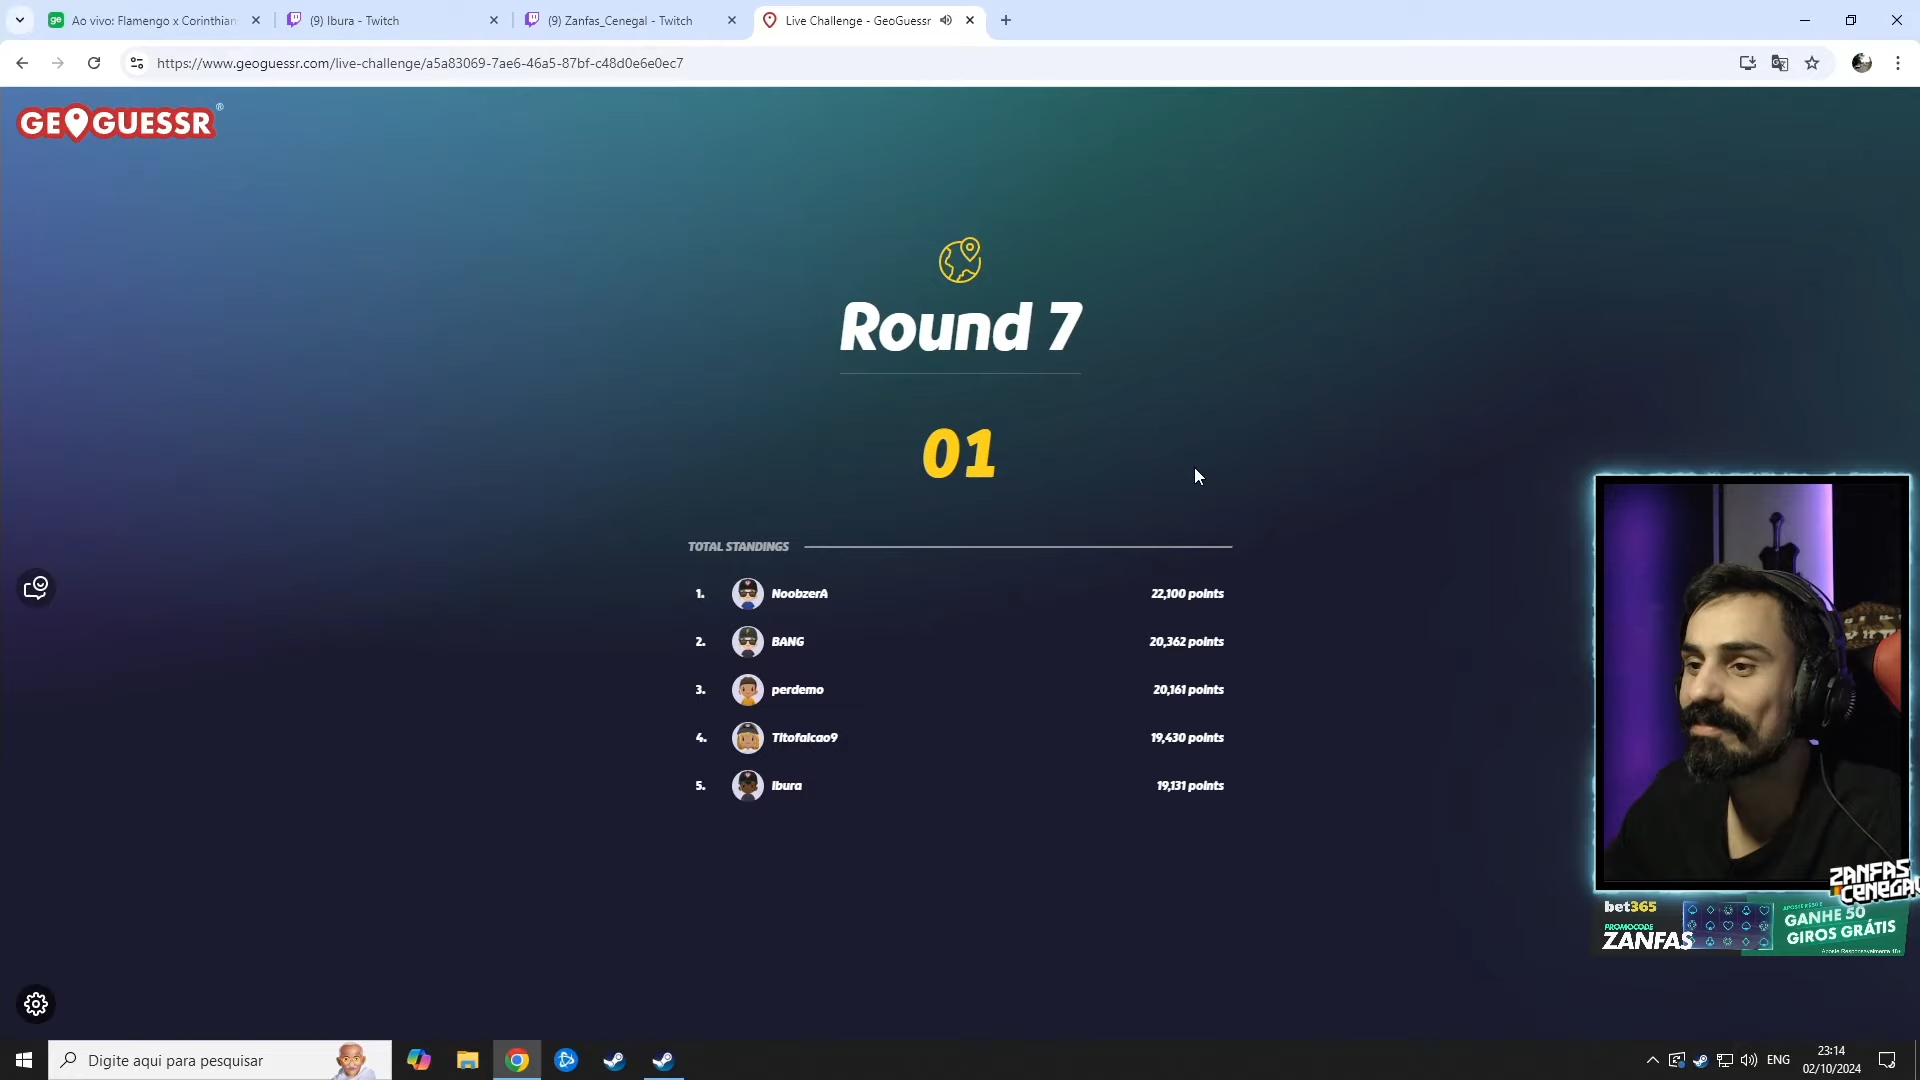 Ao vivo: Flamengo x Corinthian
(9) Ibura - Twitch
(9) Zanfas_Cenegal - Twitch
Live Challenge - GeoGuessr
https://www.geoguessr.com/live-challenge/a5a83069-7ae6-46a5-87bf-c48d0e6e0ec7
GEOGUESSR®
Round 7
01
TOTAL STANDINGS
1. NoobzerA 22,100 points
2. BANG 20,362 points
3. perdemo 20,161 points
4. Titofalcao9 19,430 points
5. Ibura 19,131 points
ZANFAS
CENEGAL
bet365
PROMOCODE
ZANFAS
GANHE 50
GIROS GRÁTIS
Aposte Responsavelmente 18+
Digite aqui para pesquisar
ENG
23:14
02/10/2024